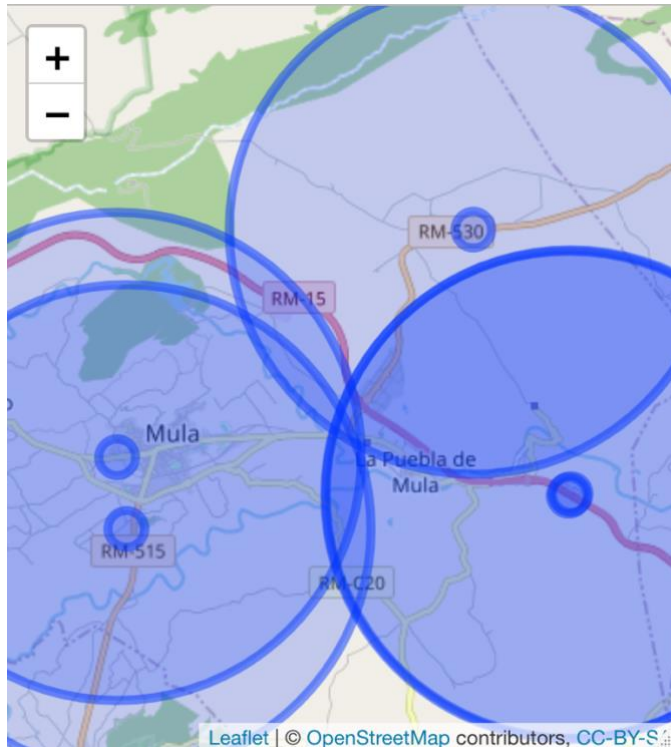 +
−
RM-530
RM-15
Mula
La Puebla de
Mula
RM-515
RM-C20
Leaflet | © OpenStreetMap contributors, CC-BY-S